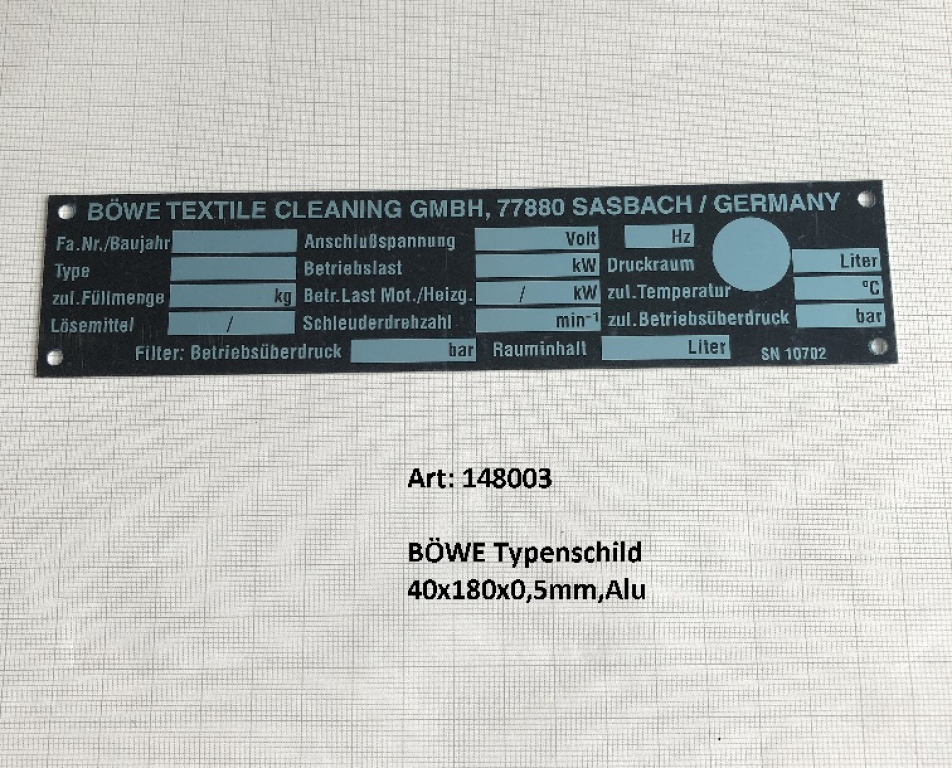 BÖWE TEXTILE CLEANING GMBH, 77880 SASBACH / GERMANY
Fa.Nr./Baujahr Anschlußspannung Volt Hz
Type Betriebslast kW Druckraum Liter
zul.Füllmenge kg Betr.Last Mot./Heizg. / kW zul.Temperatur °C
Lösemittel / Schleuderdrehzahl min⁻¹ zul.Betriebsüberdruck bar
Filter: Betriebsüberdruck bar Rauminhalt Liter SN 10702
Art: 148003
BÖWE Typenschild
40x180x0,5mm,Alu